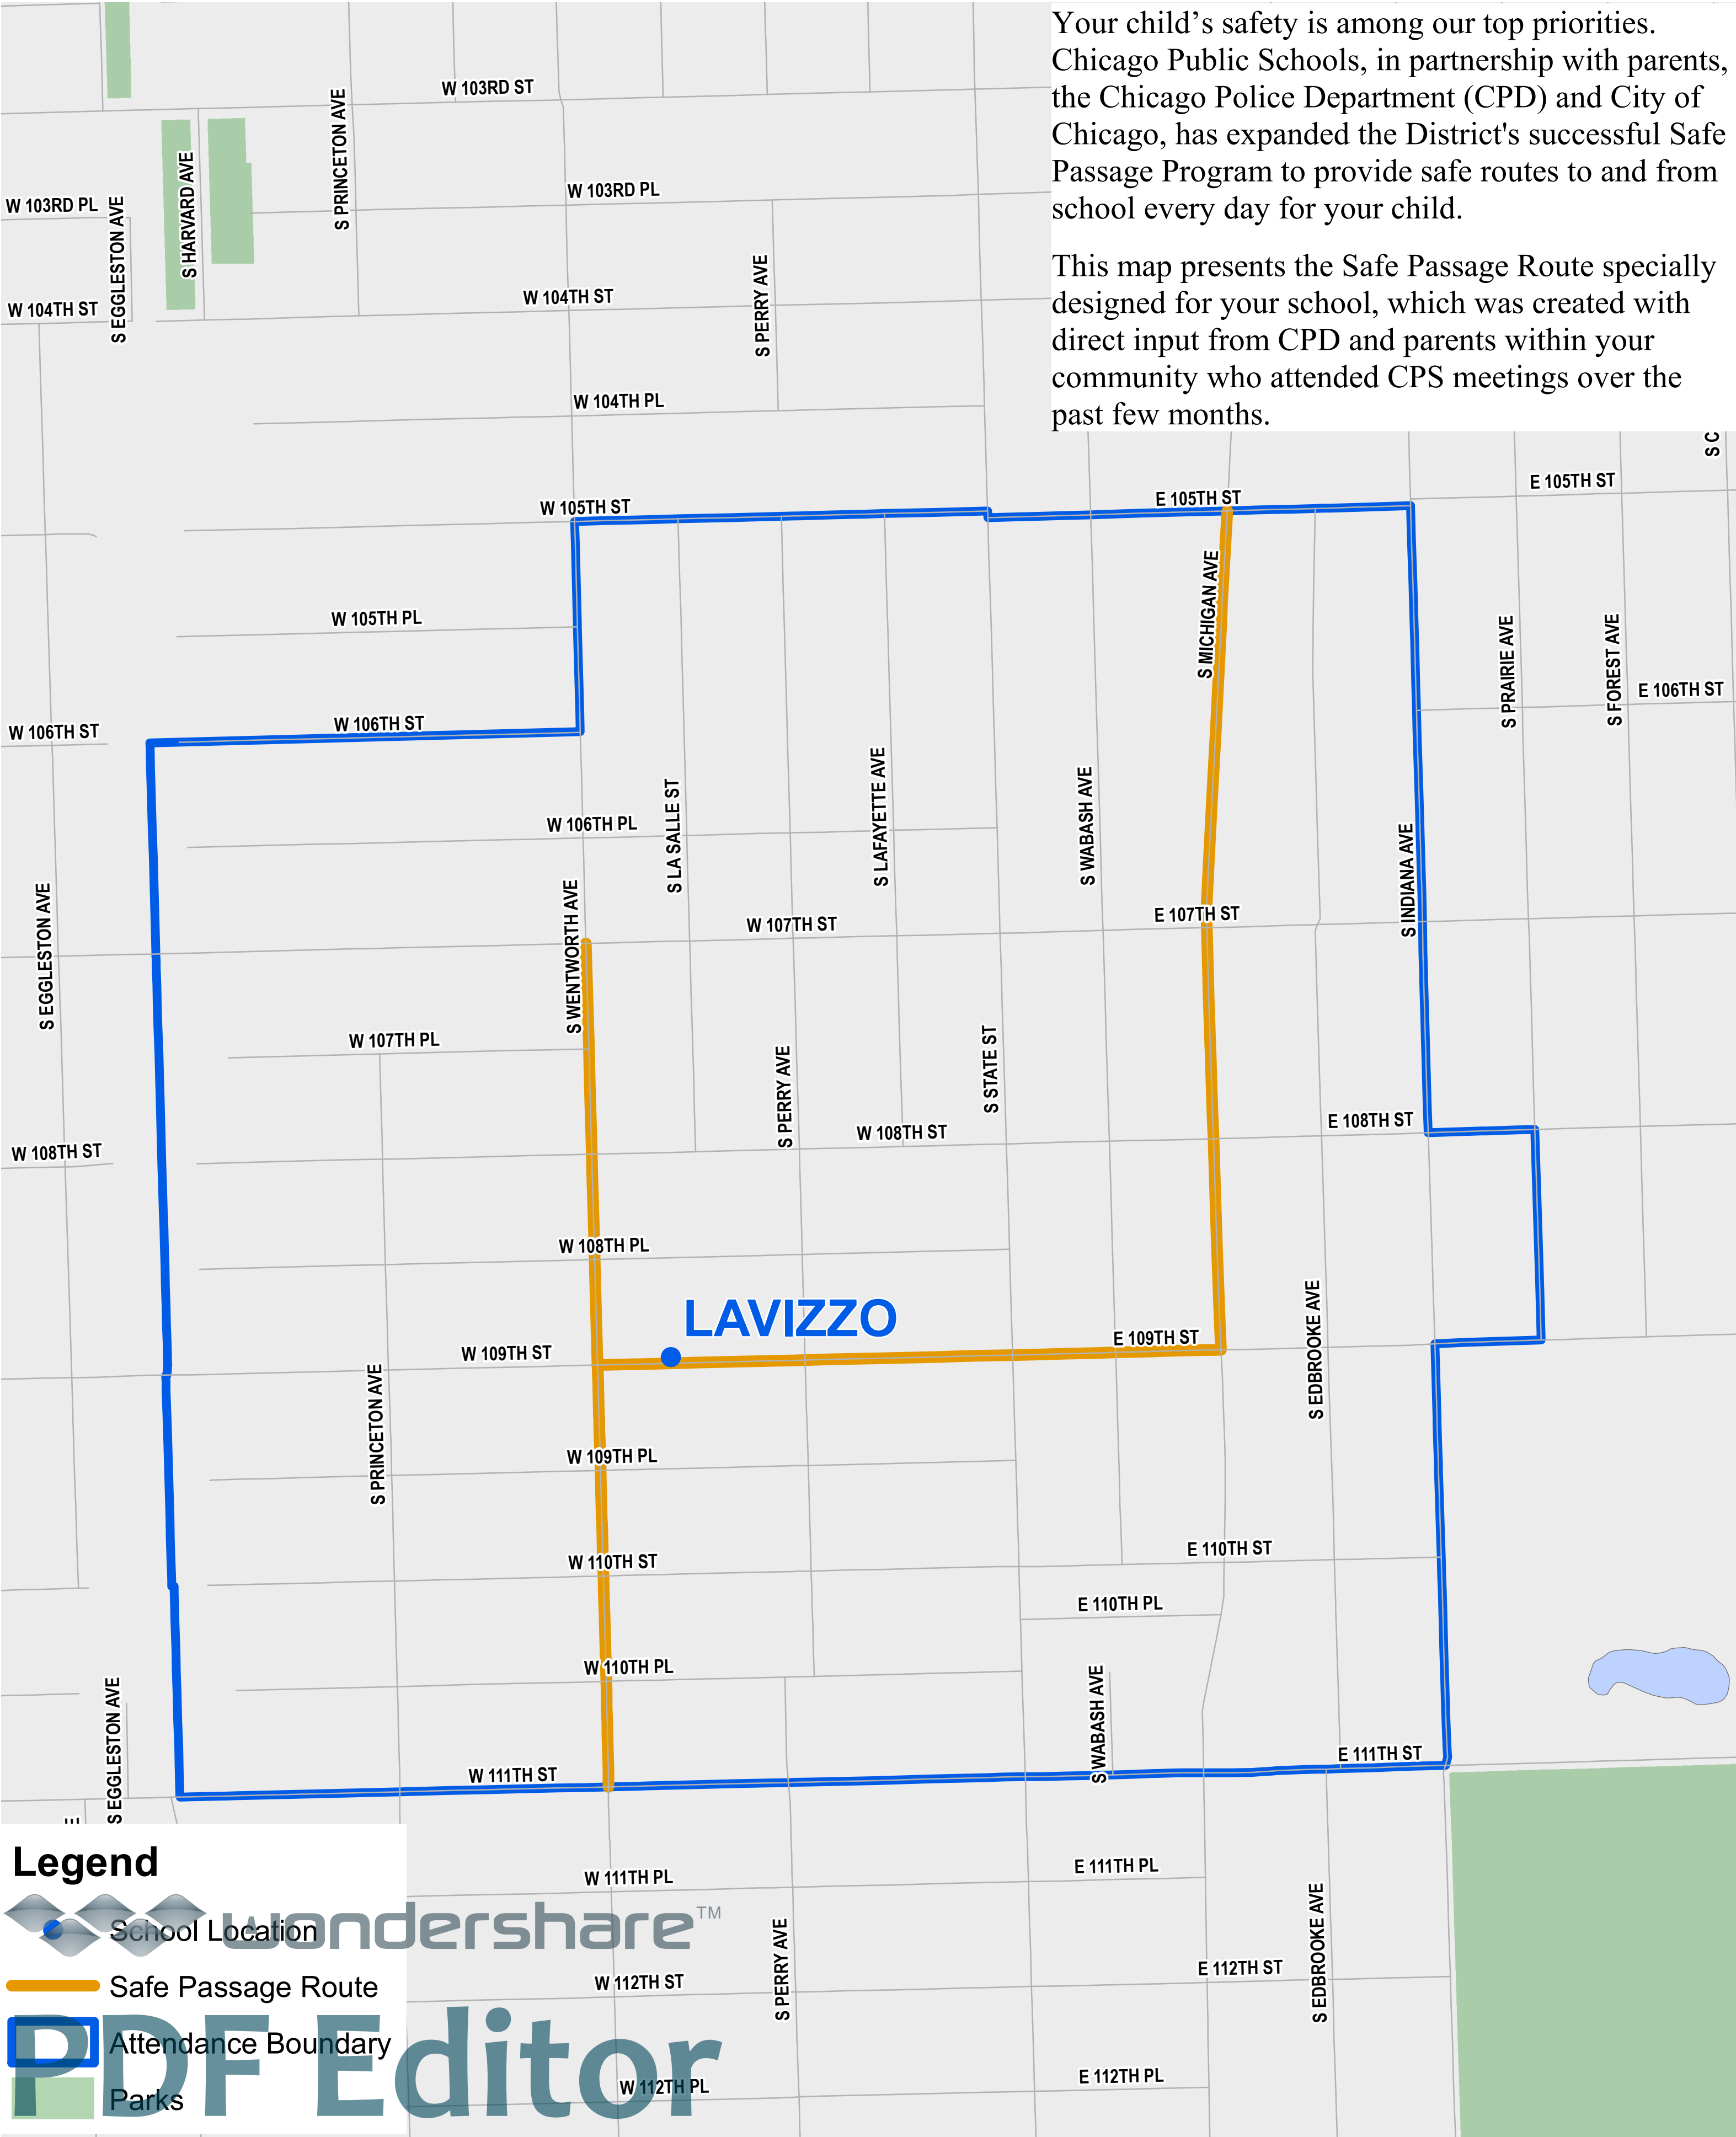 Your child’s safety is among our top priorities.
Chicago Public Schools, in partnership with parents,
the Chicago Police Department (CPD) and City of
Chicago, has expanded the District's successful Safe
Passage Program to provide safe routes to and from
school every day for your child.
This map presents the Safe Passage Route specially
designed for your school, which was created with
direct input from CPD and parents within your
community who attended CPS meetings over the
past few months.
W 103RD ST
S PRINCETON AVE
S HARVARD AVE
W 103RD PL
W 103RD PL
S EGGLESTON AVE
S PERRY AVE
W 104TH ST
W 104TH ST
W 104TH PL
S C
E 105TH ST
W 105TH ST
E 105TH ST
S MICHIGAN AVE
W 105TH PL
S PRAIRIE AVE
S FOREST AVE
E 106TH ST
W 106TH ST
W 106TH ST
S LA SALLE ST
S LAFAYETTE AVE
S WABASH AVE
W 106TH PL
S INDIANA AVE
S EGGLESTON AVE
S WENTWORTH AVE
W 107TH ST
E 107TH ST
W 107TH PL
S PERRY AVE
S STATE ST
E 108TH ST
W 108TH ST
W 108TH ST
W 108TH PL
LAVIZZO
S EDBROOKE AVE
E 109TH ST
W 109TH ST
S PRINCETON AVE
W 109TH PL
E 110TH ST
W 110TH ST
E 110TH PL
W 110TH PL
S EGGLESTON AVE
S WABASH AVE
E 111TH ST
W 111TH ST
E
Legend
School Location
Safe Passage Route
Attendance Boundary
Parks
wondershare™
PDF Editor
W 111TH PL
E 111TH PL
S PERRY AVE
S EDBROOKE AVE
W 112TH ST
E 112TH ST
W 112TH PL
E 112TH PL